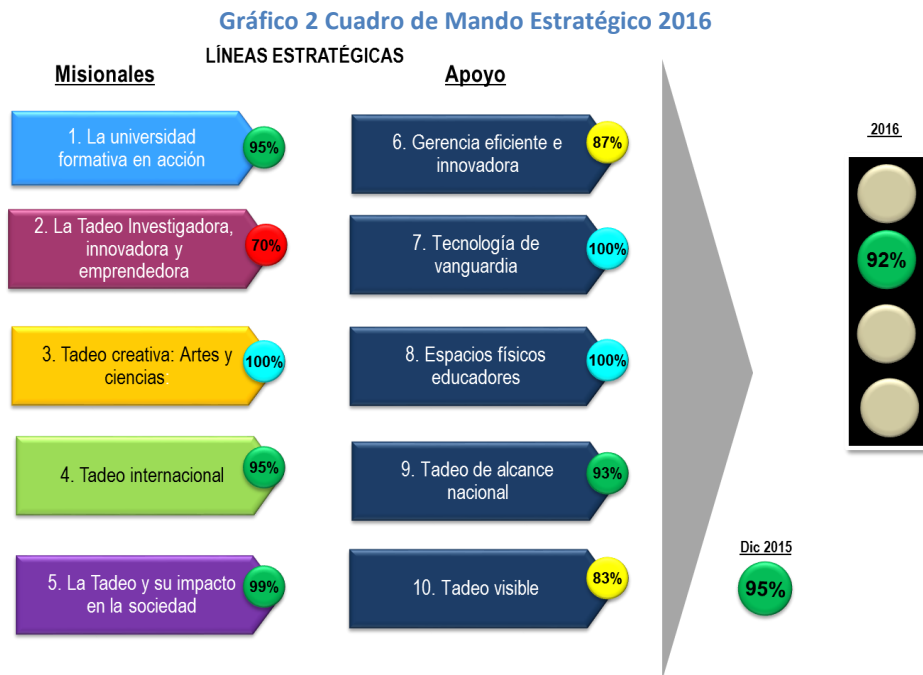 Gráfico 2 Cuadro de Mando Estratégico 2016
LÍNEAS ESTRATÉGICAS
Misionales
1. La universidad
formativa en acción
95%
2. La Tadeo Investigadora,
innovadora y
emprendedora
70%
3. Tadeo creativa: Artes y
ciencias
100%
4. Tadeo internacional
95%
5. La Tadeo y su impacto
en la sociedad
99%
Apoyo
6. Gerencia eficiente e
innovadora
87%
7. Tecnología de
vanguardia
100%
8. Espacios físicos
educadores
100%
9. Tadeo de alcance
nacional
93%
10. Tadeo visible
83%
Dic 2015
95%
2016
92%